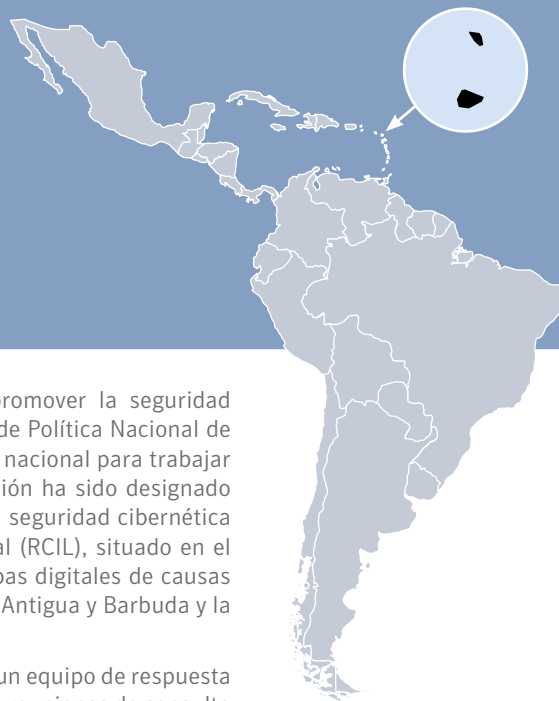 promover la seguridad
de Política Nacional de
nacional para trabajar
ción ha sido designado
seguridad cibernética
al (RCIL), situado en el
bas digitales de causas
Antigua y Barbuda y la
un equipo de respuesta